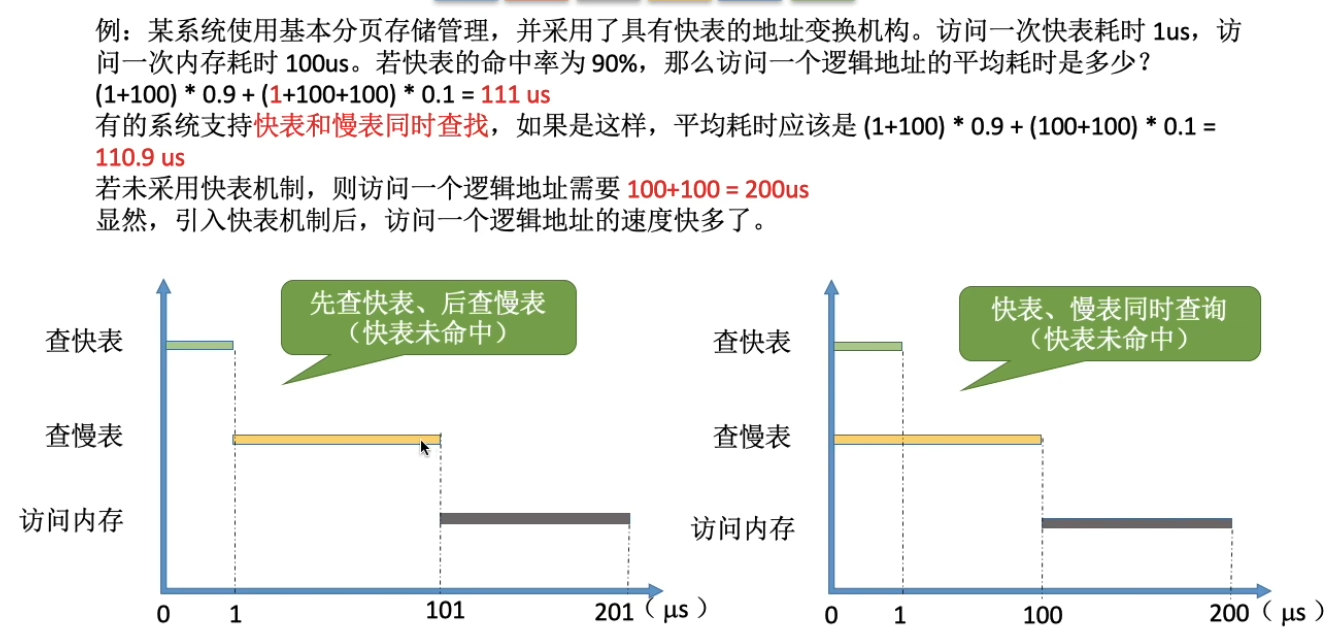 例：某系统使用基本分页存储管理，并采用了具有快表的地址变换机构。访问一次快表耗时 1us，访
问一次内存耗时 100us。若快表的命中率为 90%，那么访问一个逻辑地址的平均耗时是多少？
(1+100) * 0.9 + (1+100+100) * 0.1 = 111 us
有的系统支持快表和慢表同时查找，如果是这样，平均耗时应该是 (1+100) * 0.9 + (100+100) * 0.1 =
110.9 us
若未采用快表机制，则访问一个逻辑地址需要 100+100 = 200us
显然，引入快表机制后，访问一个逻辑地址的速度快多了。
先查快表、后查慢表
（快表未命中）
查快表
查慢表
访问内存
0 1 101 201（μs）
快表、慢表同时查询
（快表未命中）
查快表
查慢表
访问内存
0 1 100 200（μs）